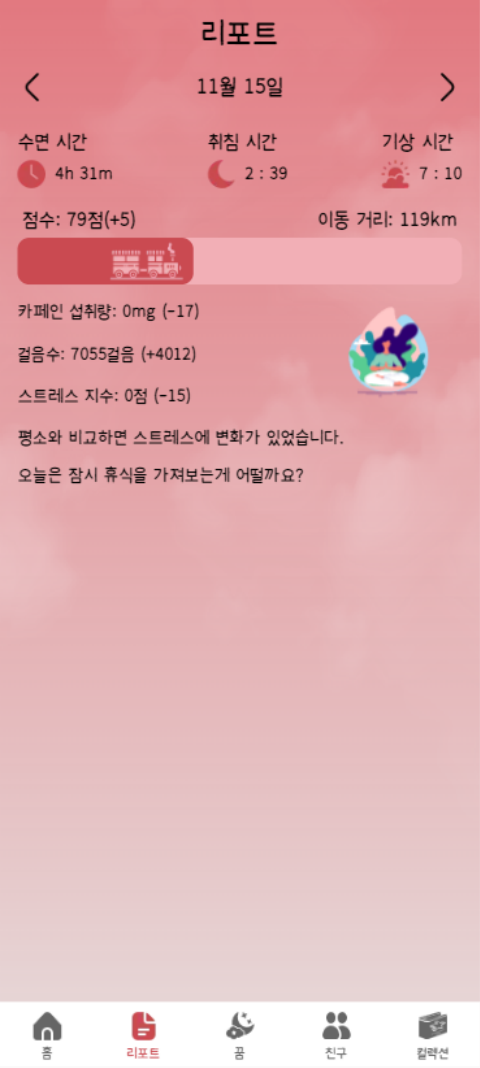 리포트
11월 15일
수면 시간 취침 시간 기상 시간
4h 31m 2 : 39 7 : 10
점수: 79점(+5) 이동 거리: 119km
카페인 섭취량: 0mg (-17)
걸음수: 7055걸음 (+4012)
스트레스 지수: 0점 (-15)
평소와 비교하면 스트레스에 변화가 있었습니다.
오늘은 잠시 휴식을 가져보는게 어떨까요?
홈 리포트 꿈 친구 컬랙션